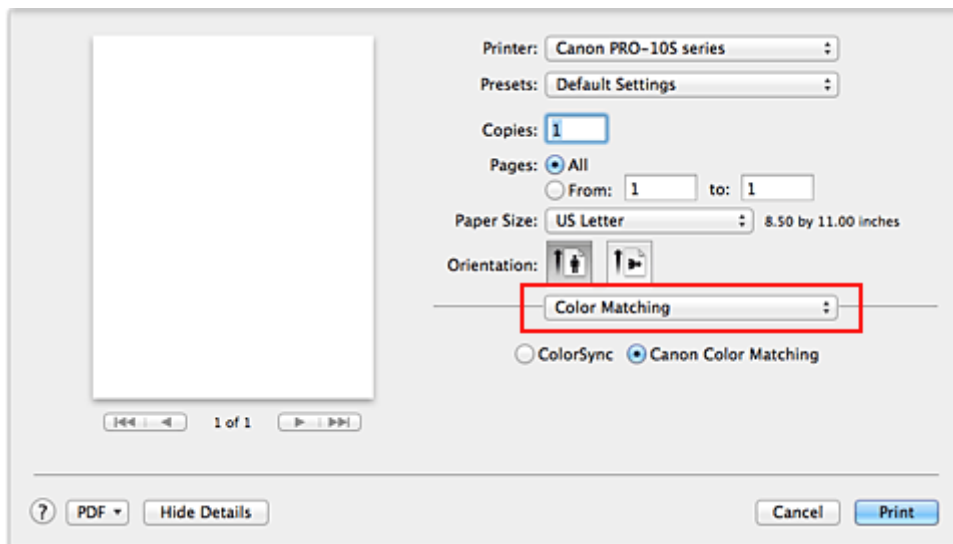 Printer: Canon PRO-10S series
Presets: Default Settings
Copies: 1
Pages: All
From: 1 to: 1
Paper Size: US Letter 8.50 by 11.00 inches
Orientation:
Color Matching
ColorSync Canon Color Matching
1 of 1
? PDF Hide Details Cancel Print